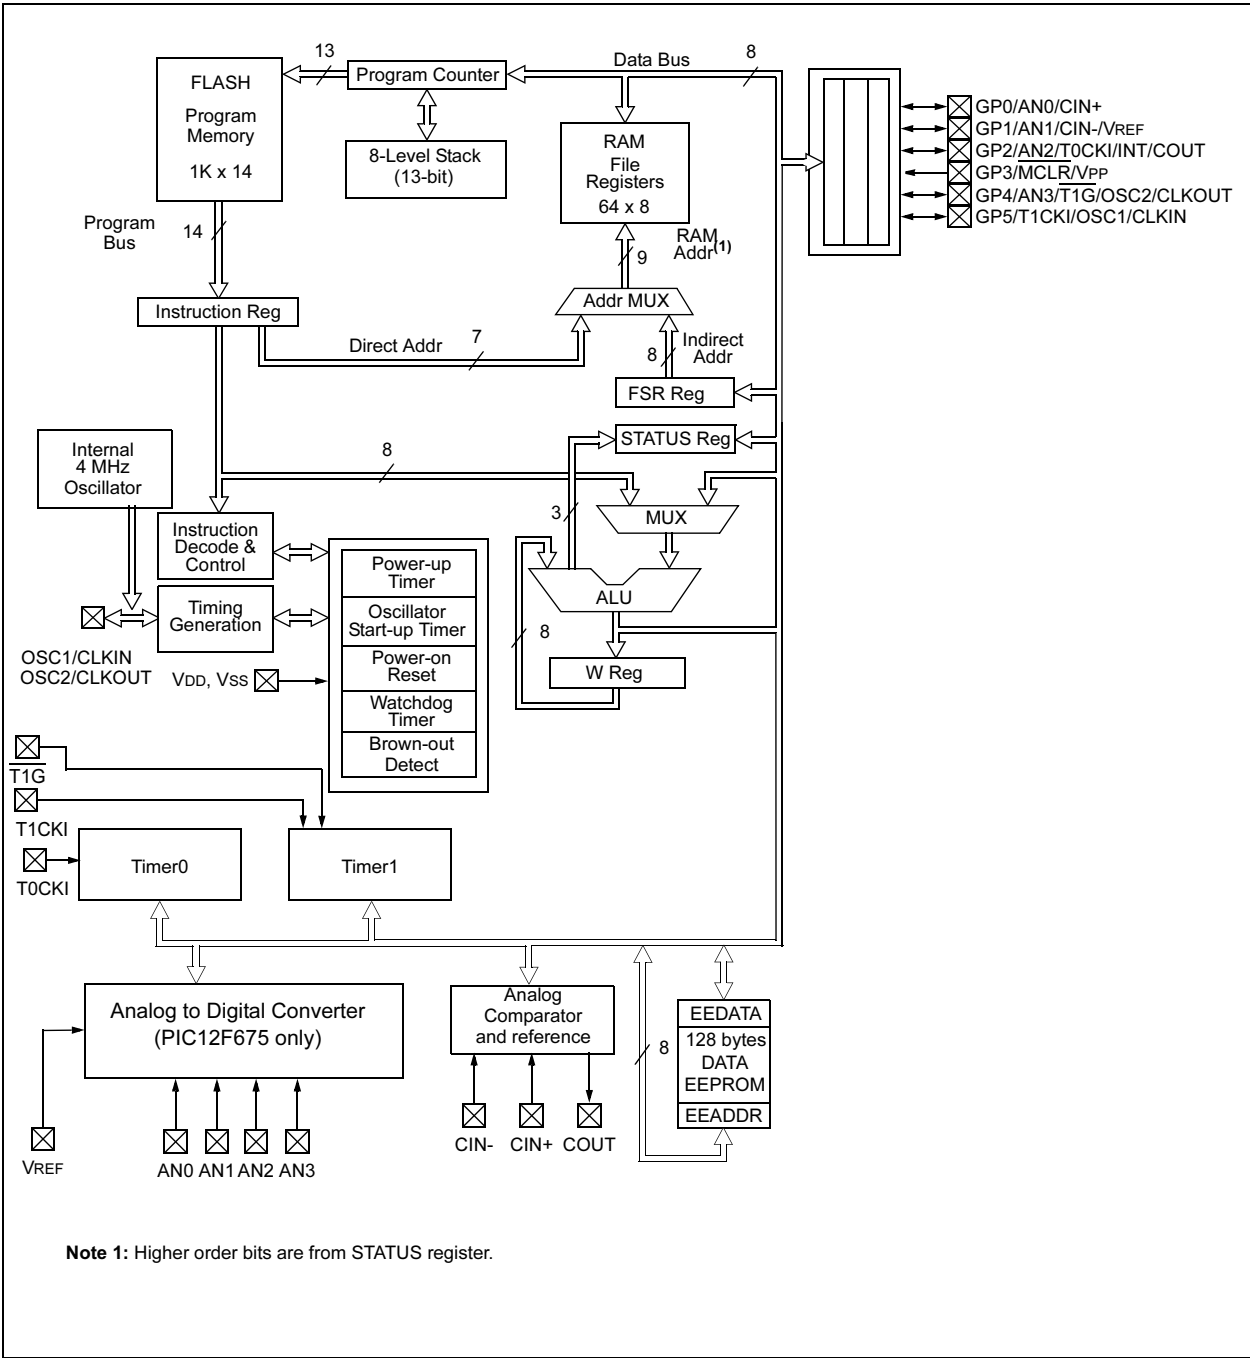 13
Data Bus
8
FLASH
Program
Memory
1K x 14
Program Counter
8-Level Stack
(13-bit)
RAM
File
Registers
64 x 8
GP0/AN0/CIN+
GP1/AN1/CIN-/VREF
GP2/AN2/T0CKI/INT/COUT
GP3/MCLR/VPP
GP4/AN3/T1G/OSC2/CLKOUT
GP5/T1CKI/OSC1/CLKIN
Program
Bus
14
RAM
Addr(1)
9
Instruction Reg
Addr MUX
Direct Addr
7
8
Indirect
Addr
FSR Reg
STATUS Reg
Internal
4 MHz
Oscillator
8
3
MUX
Instruction
Decode &
Control
Power-up
Timer
ALU
Timing
Generation
Oscillator
Start-up Timer
8
OSC1/CLKIN
OSC2/CLKOUT
VDD, VSS
Power-on
Reset
W Reg
Watchdog
Timer
Brown-out
Detect
T1G
T1CKI
T0CKI
Timer0
Timer1
Analog to Digital Converter
(PIC12F675 only)
Analog
Comparator
and reference
8
EEDATA
128 bytes
DATA
EEPROM
EEADDR
VREF
AN0 AN1 AN2 AN3
CIN- CIN+ COUT
Note 1: Higher order bits are from STATUS register.